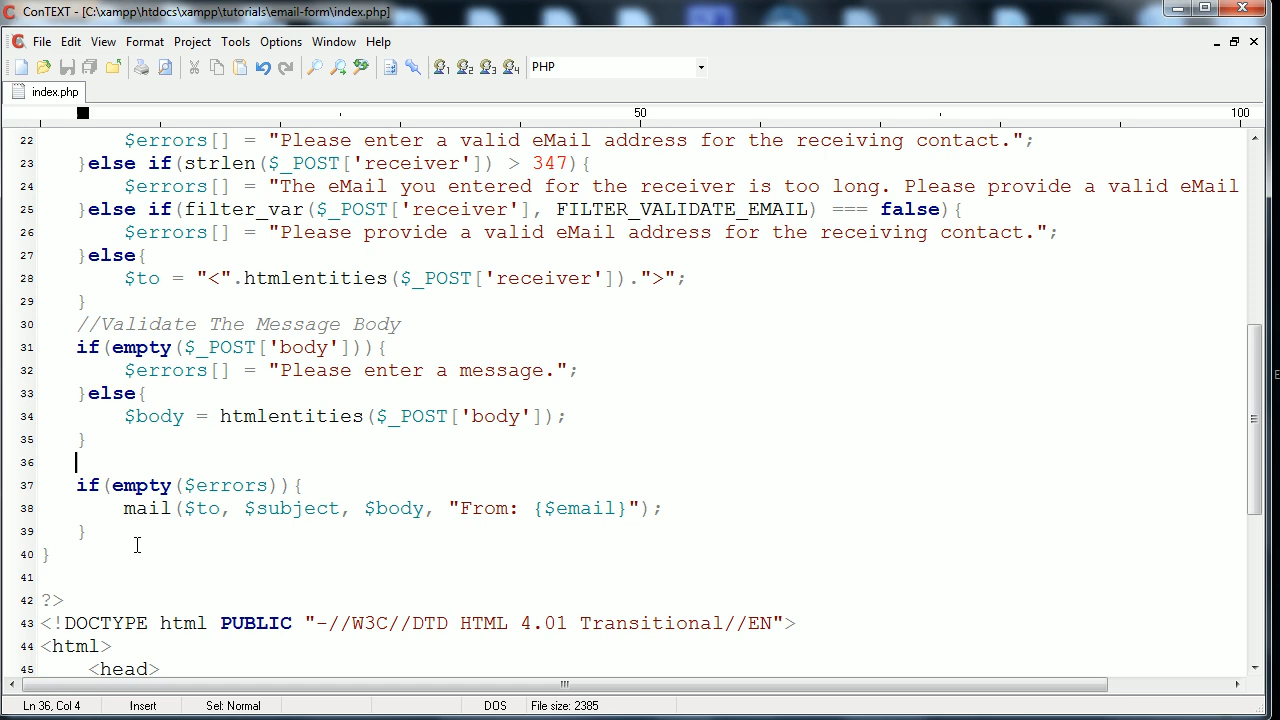 ConTEXT - [C:\xampp\htdocs\xampp\tutorials\email-form\index.php]
File Edit View Format Project Tools Options Window Help
PHP
index.php
50 100
22 $errors[] = "Please enter a valid eMail address for the receiving contact.";
23 }else if(strlen($_POST['receiver']) > 347){
24 $errors[] = "The eMail you entered for the receiver is too long. Please provide a valid eMail
25 }else if(filter_var($_POST['receiver'], FILTER_VALIDATE_EMAIL) === false){
26 $errors[] = "Please provide a valid eMail address for the receiving contact.";
27 }else{
28 $to = "<".htmlentities($_POST['receiver']).">";
29 }
30 //Validate The Message Body
31 if(empty($_POST['body'])){
32 $errors[] = "Please enter a message.";
33 }else{
34 $body = htmlentities($_POST['body']);
35 }
36
37 if(empty($errors)){
38 mail($to, $subject, $body, "From: {$email}");
39 }
40 }
41
42 ?>
43 <!DOCTYPE html PUBLIC "-//W3C//DTD HTML 4.01 Transitional//EN">
44 <html>
45 <head>
Ln 36, Col 4 Insert Sel: Normal DOS File size: 2385